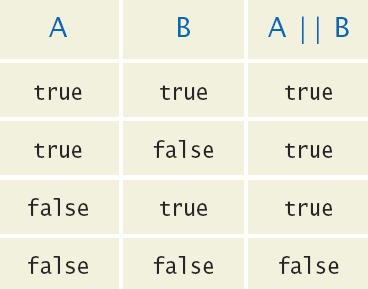 A B A || B
true true true
true false true
false true true
false false false